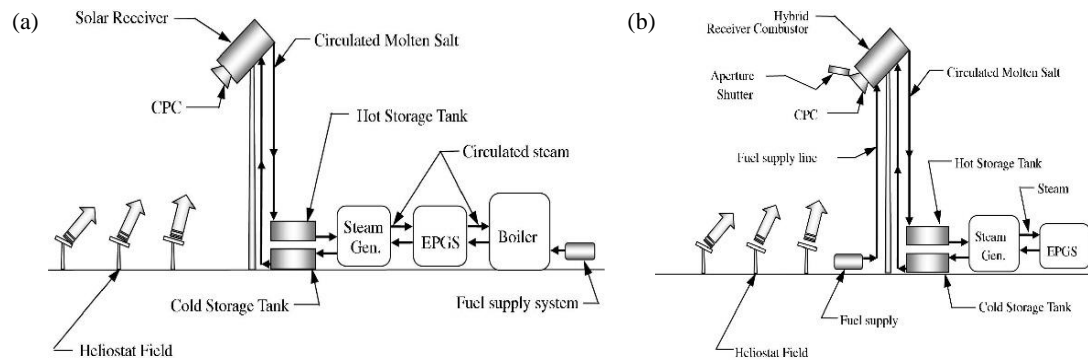 (a)
Solar Receiver
Circulated Molten Salt
CPC
Hot Storage Tank
Circulated steam
Steam
Gen.
EPGS
Boiler
Cold Storage Tank
Fuel supply system
Heliostat Field
(b)
Hybrid
Receiver Combustor
Aperture
Shutter
Circulated Molten Salt
CPC
Fuel supply line
Hot Storage Tank
Steam
Steam
Gen.
EPGS
Cold Storage Tank
Fuel supply
Heliostat Field